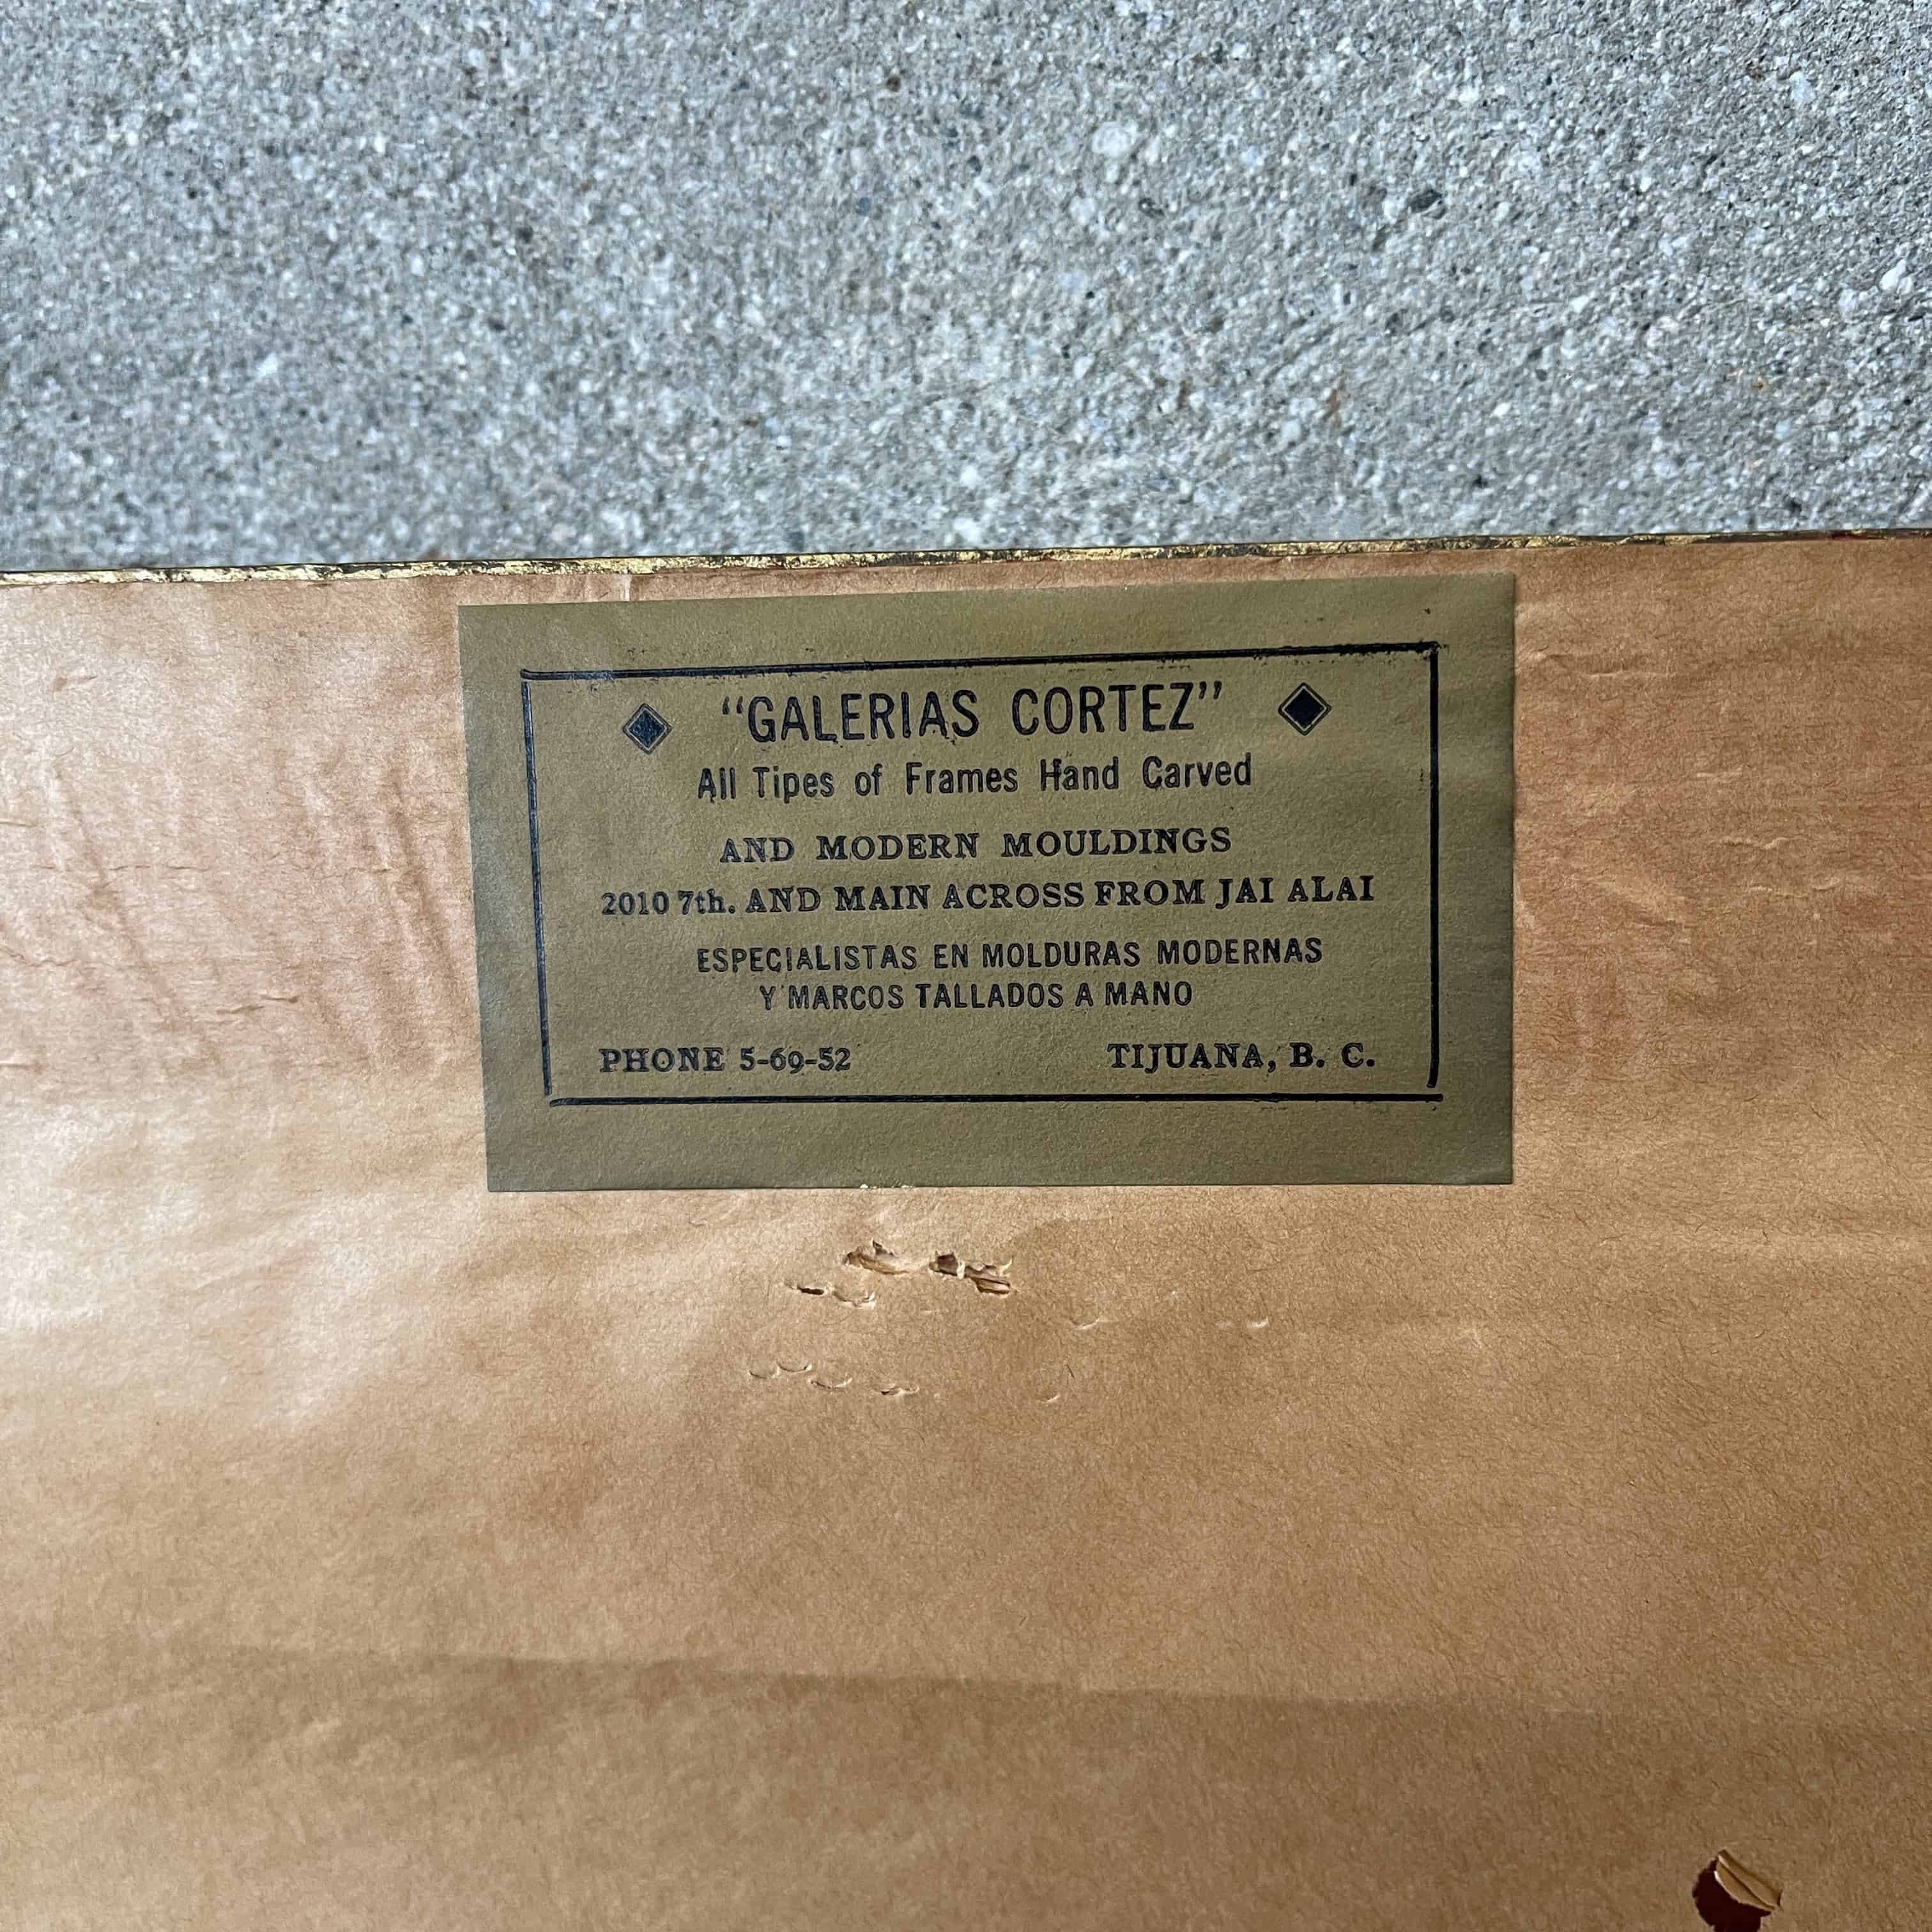 "GALERIAS CORTEZ"
All Tipes of Frames Hand Carved
AND MODERN MOULDINGS
2010 7th. AND MAIN ACROSS FROM JAI ALAI
ESPECIALISTAS EN MOLDURAS MODERNAS
Y MARCOS TALLADOS A MANO
PHONE 5-69-52 TIJUANA, B. C.